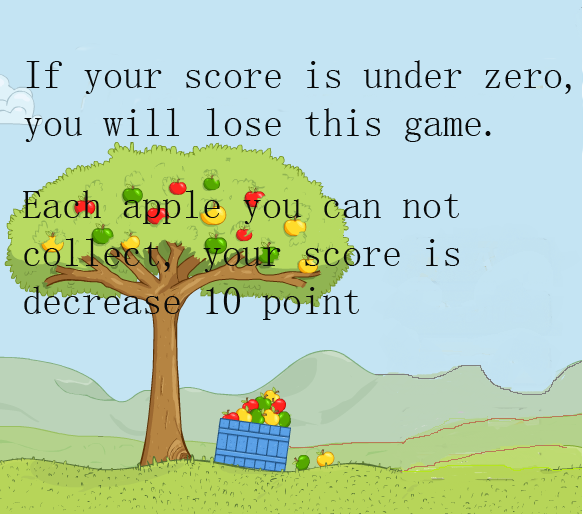 If your score is under zero,
you will lose this game.
Each apple you can not
collect, your score is
decrease 10 point